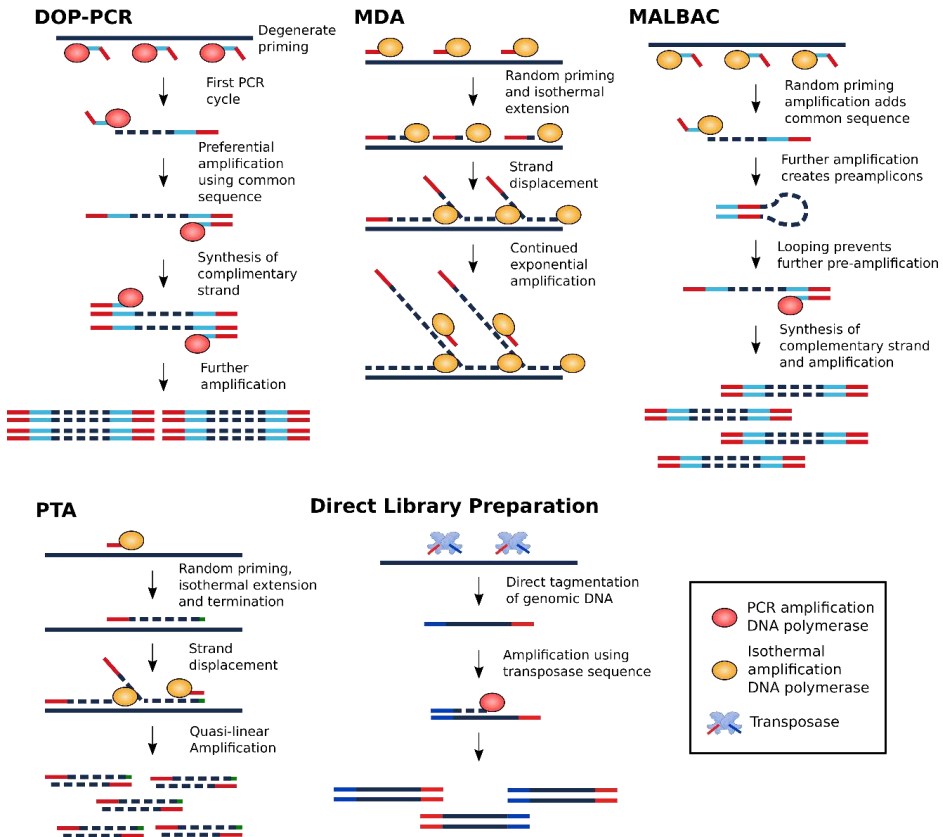 DOP-PCR
Degenerate
priming
First PCR
cycle
Preferential
amplification
using common
sequence
Synthesis of
complimentary
strand
Further
amplification
MDA
Random priming
and isothermal
extension
Strand
displacement
Continued
exponential
amplification
MALBAC
Random priming
amplification adds
common sequence
Further amplification
creates preamplicons
Looping prevents
further pre-amplification
Synthesis of
complementary strand
and amplification
PTA
Random priming,
isothermal extension
and termination
Strand
displacement
Quasi-linear
Amplification
Direct Library Preparation
Direct tagmentation
of genomic DNA
Amplification using
transposase sequence
PCR amplification
DNA polymerase
Isothermal
amplification
DNA polymerase
Transposase